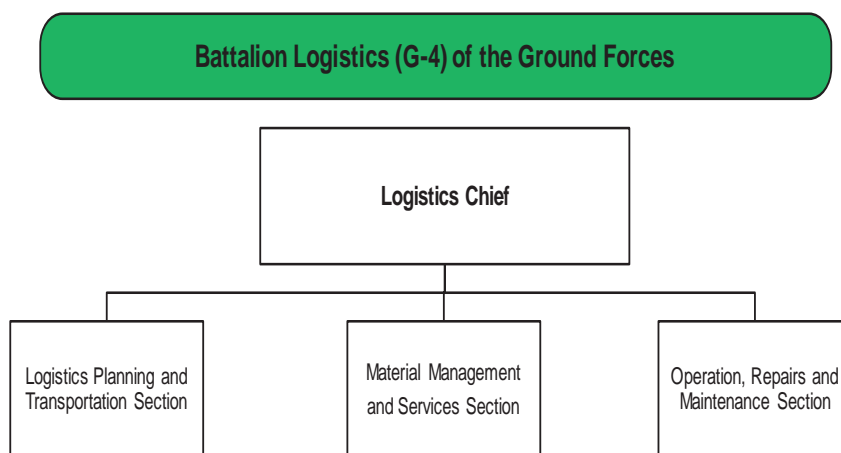 Battalion Logistics (G-4) of the Ground Forces
Logistics Chief
Logistics Planning and
Transportation Section
Material Management
and Services Section
Operation, Repairs and
Maintenance Section